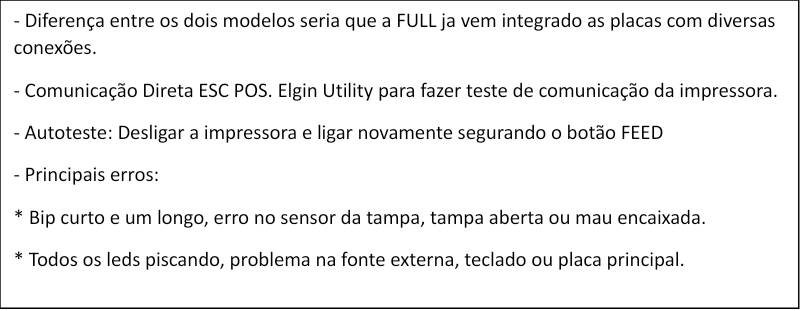 - Diferença entre os dois modelos seria que a FULL ja vem integrado as placas com diversas
conexões.
- Comunicação Direta ESC POS. Elgin Utility para fazer teste de comunicação da impressora.
- Autoteste: Desligar a impressora e ligar novamente segurando o botão FEED
- Principais erros:
* Bip curto e um longo, erro no sensor da tampa, tampa aberta ou mau encaixada.
* Todos os leds piscando, problema na fonte externa, teclado ou placa principal.